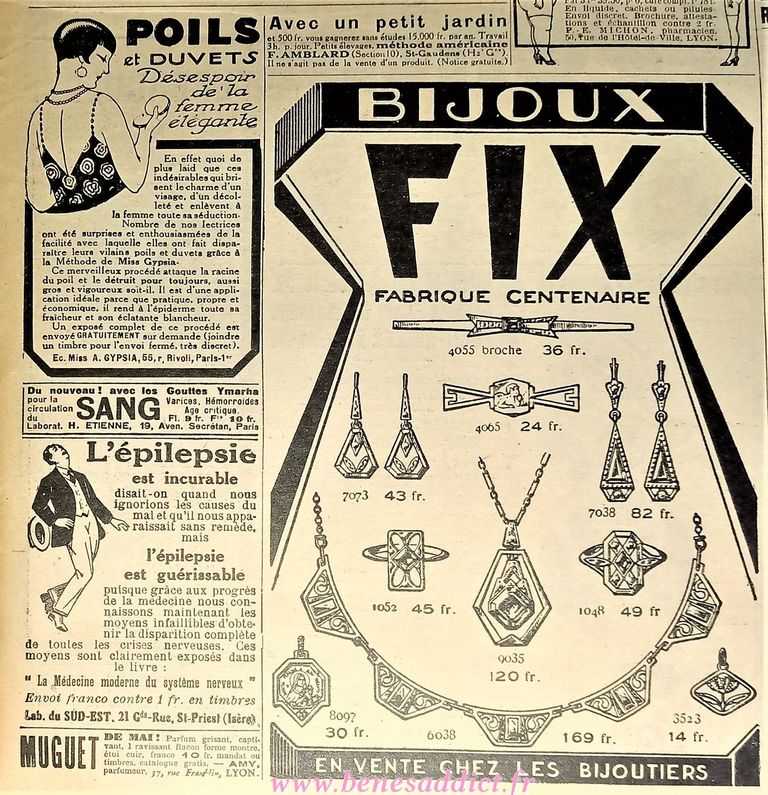 POILS
et DUVETS
Désespoir
de la
femme
élégante
En effet quoi de
plus laid que ces
indésirables qui bri-
sent le charme d'un
visage, d'un décol-
leté et enlèvent à
la femme toute sa séduction.
Nombre de nos lectrices
ont été surprises et enthousiasmées de la
facilité avec laquelle elles ont fait dispa-
raître leurs vilains poils et duvets grâce à
la Méthode de Miss Gypsia.
Ce merveilleux procédé attaque la racine
du poil et le détruit pour toujours, aussi
gros et vigoureux soit-il. Il est d'une appli-
cation idéale parce que pratique, propre et
économique, il rend à l'épiderme toute sa
fraîcheur et son éclatante blancheur.
Un exposé complet de ce procédé est
envoyé GRATUITEMENT sur demande (joindre
un timbre pour l'envoi fermé, très discret).
Ec. Miss A. GYPSIA, 55, r. Rivoli, Paris-1er
Du nouveau! avec les Gouttes Ymarha
pour la circulation du SANG Varices, Hémorroïdes
Age critique.
Fl. 9 fr. Fco 10 fr.
Laborat. H. ETIENNE, 19, Aven. Secrétan, Paris
L'épilepsie
est incurable
disait-on quand nous
ignorions les causes du
mal et qu'il nous appa-
raissait sans remède,
mais
l'épilepsie
est guérissable
puisque grâce aux progrès
de la médecine nous con-
naissons maintenant les
moyens infaillibles d'obte-
nir la disparition complète
de toutes les crises nerveuses. Ces
moyens sont clairement exposés dans
le livre :
" La Médecine moderne du système nerveux "
Envoi franco contre 1 fr. en timbres
Lab. du SUD-EST, 21 Gde-Rue, St-Priest (Isère)
MUGUET DE MAI! Parfum grisant, capti-
vant, 1 ravissant flacon forme montre,
étui cuir, franco 10 fr. mandat ou
timbres, catalogue gratis. — AMY,
parfumeur, 37, rue Franklin, LYON.
Avec un petit jardin
et 500 fr. vous gagnerez sans études 15.000 fr. par an. Travail
3h. p. jour. Petits élevages, méthode américaine
F. AMBLARD (Section 10), St-Gaudens (Hte Gne)
Il ne s'agit pas de la vente d'un produit. (Notice gratuite.)
En liquide, cachets ou pilules.
Envoi discret. Brochure, attesta-
tions et échantillon contre 2 fr.
P.-E. MICHON, pharmacien,
50, rue de l'Hôtel-de-Ville, LYON.
BIJOUX
FIX
FABRIQUE CENTENAIRE
4055 broche 36 fr.
4065 24 fr.
7073 43 fr.
7038 82 fr.
1052 45 fr.
1048 49 fr
9035
120 fr.
8097
30 fr.
6038
169 fr.
3523
14 fr.
EN VENTE CHEZ LES BIJOUTIERS
www.benesaddict.fr